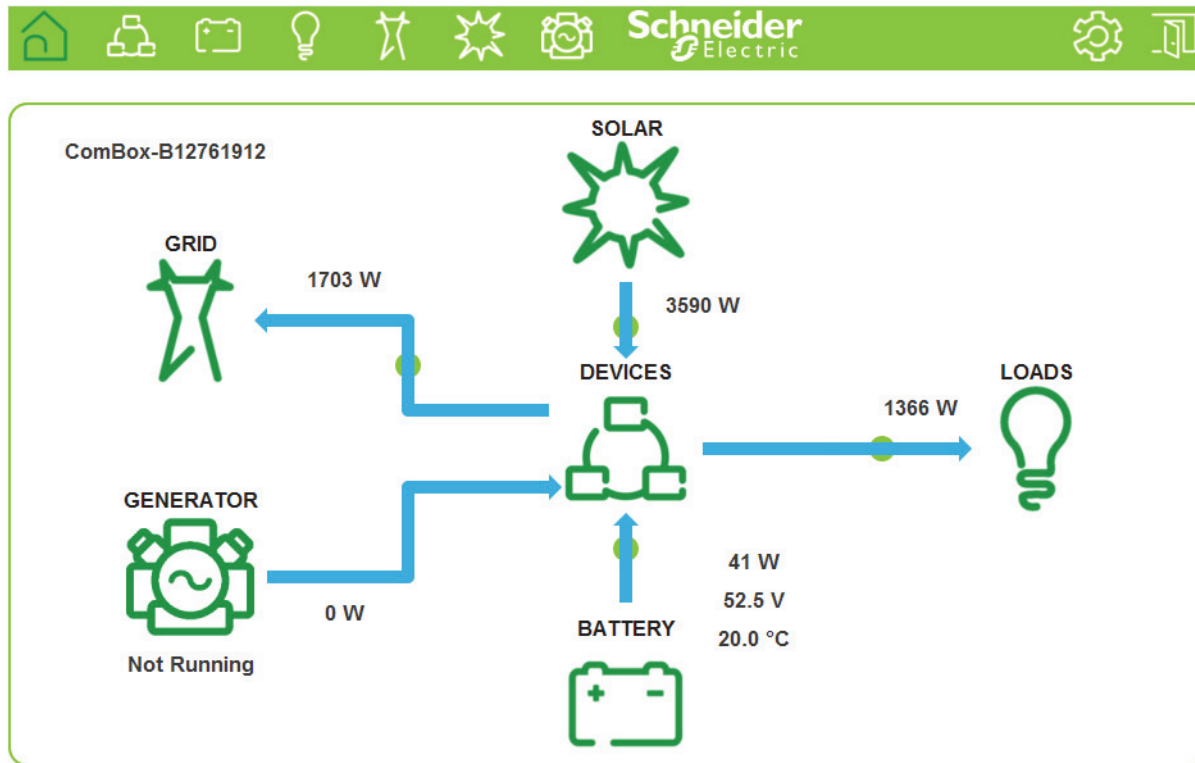 Schneider
Electric
ComBox-B12761912
SOLAR
GRID
1703 W
3590 W
DEVICES
LOADS
1366 W
GENERATOR
0 W
Not Running
41 W
52.5 V
20.0 °C
BATTERY